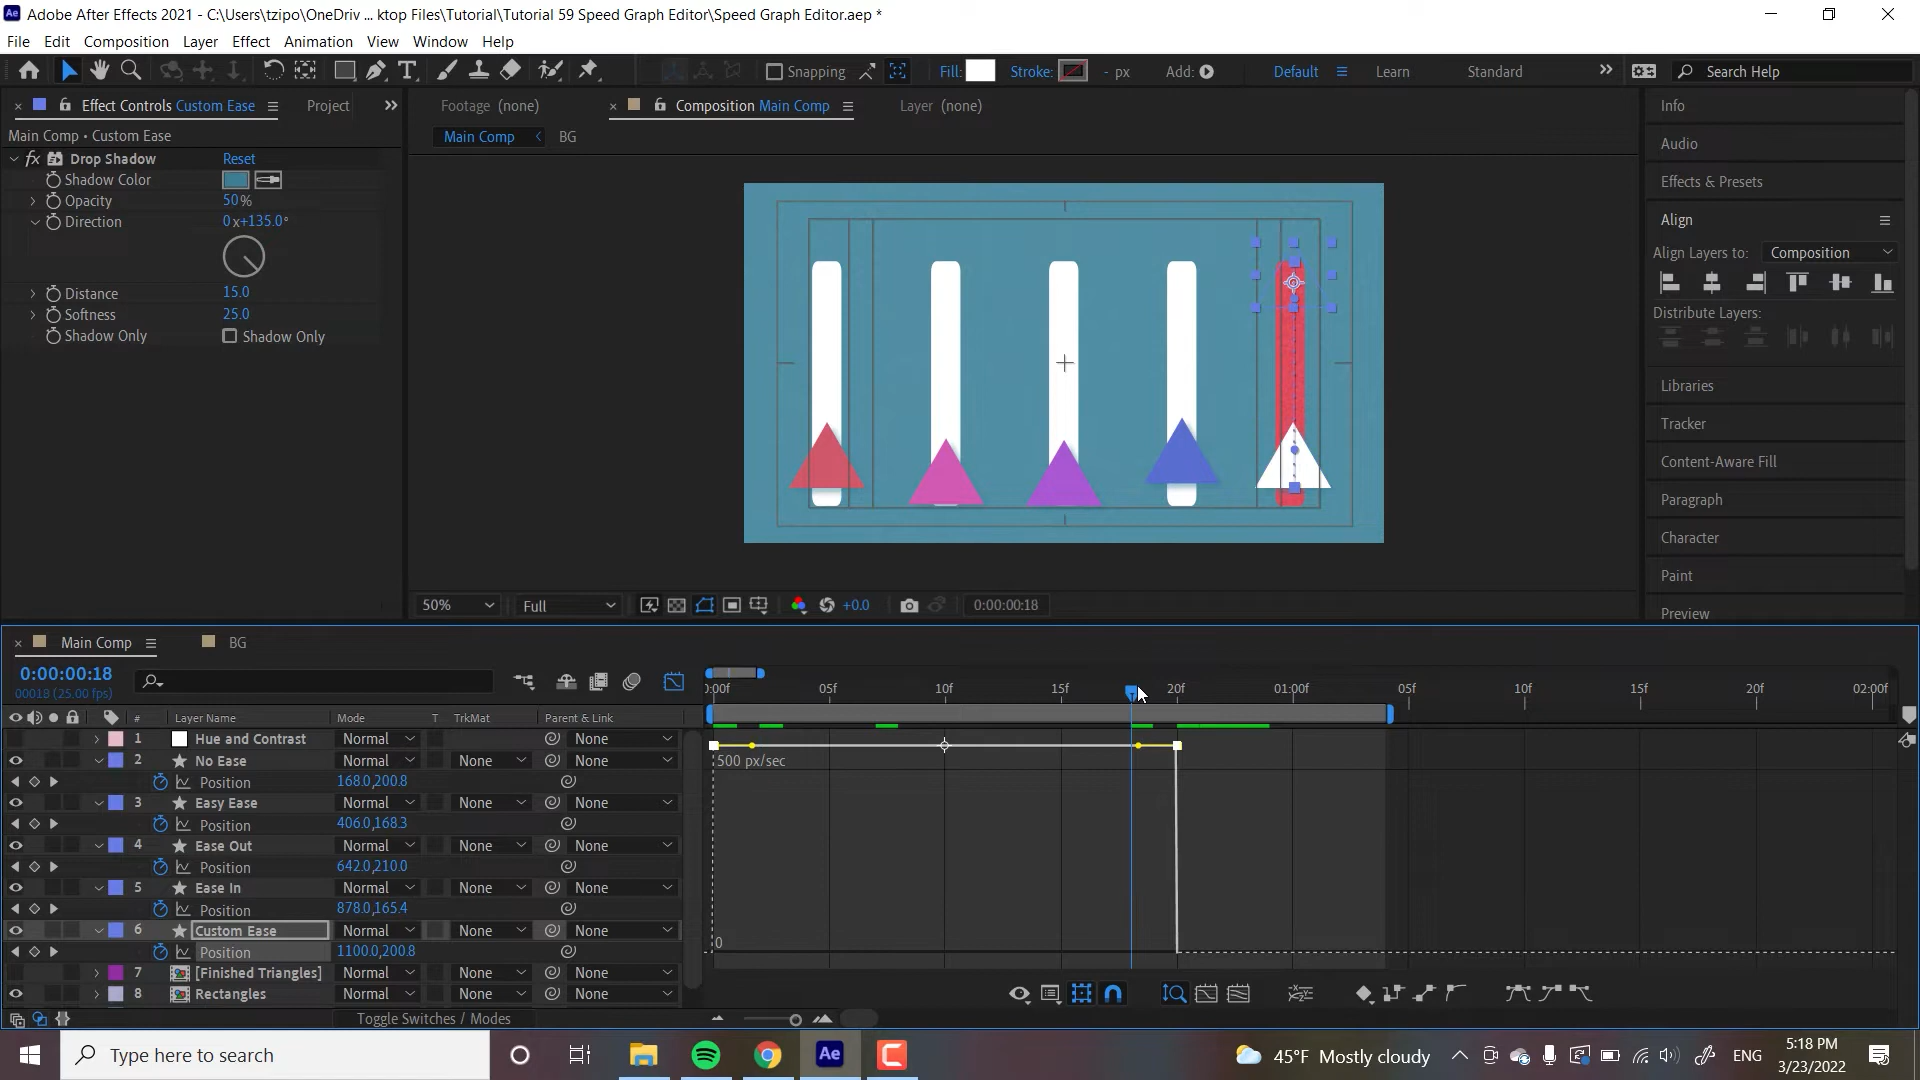 Adobe After Effects 2021 - C:\Users\tzipo\OneDriv ... ktop Files\Tutorial\Tutorial 59 Speed Graph Editor\Speed Graph Editor.aep *
File Edit Composition Layer Effect Animation View Window Help
Snapping Fill: Stroke: - px Add: Default Learn Standard Search Help
Effect Controls Custom Ease Project
Footage (none) Composition Main Comp Layer (none)
Main Comp BG
Main Comp • Custom Ease
fx Drop Shadow Reset
Shadow Color
Opacity 50%
Direction 0x+135.0°
Distance 15.0
Softness 25.0
Shadow Only Shadow Only
Info
Audio
Effects & Presets
Align
Align Layers to: Composition
Distribute Layers:
Libraries
Tracker
Content-Aware Fill
Paragraph
Character
Paint
Preview
50% Full +0.0 0:00:00:18
Main Comp BG
0:00:00:18
00018 (25.00 fps)
0:00f 05f 10f 15f 20f 01:00f 05f 10f 15f 20f 02:00f
# Layer Name Mode T TrkMat Parent & Link
1 Hue and Contrast Normal None
2 No Ease Normal None None
Position 168.0,200.8
3 Easy Ease Normal None None
Position 406.0,168.3
4 Ease Out Normal None None
Position 642.0,210.0
5 Ease In Normal None None
Position 878.0,165.4
6 Custom Ease Normal None None
Position 1100.0,200.8
7 [Finished Triangles] Normal None None
8 Rectangles Normal None None
500 px/sec
0
Toggle Switches / Modes
Type here to search
Ae
45°F Mostly cloudy
ENG
5:18 PM
3/23/2022